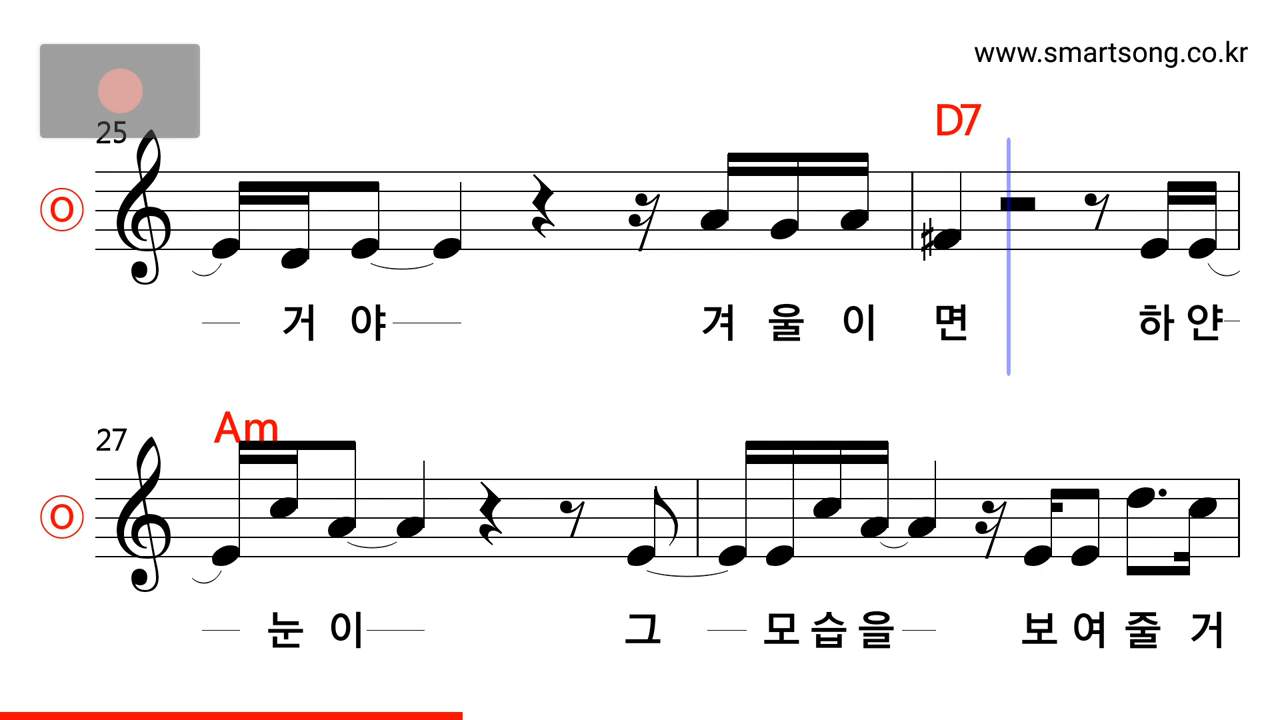 www.smartsong.co.kr
25
D7
O
거 야 겨 울 이 면 하 얀
27
Am
O
눈 이 그 모 습 을 보 여 줄 거